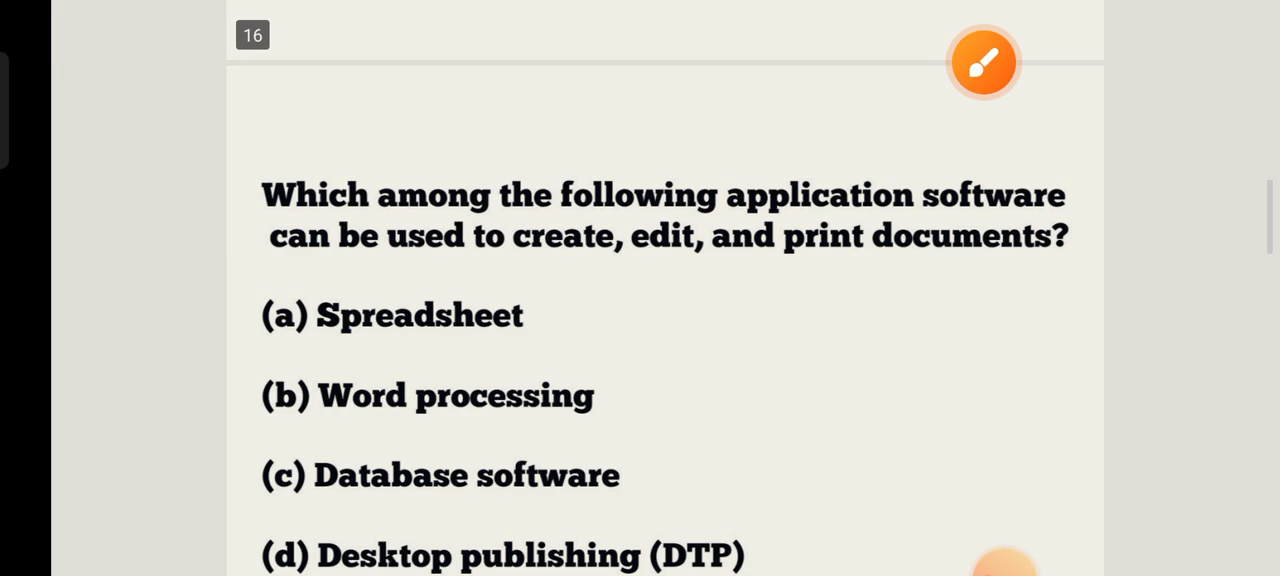 16
Which among the following application software
can be used to create, edit, and print documents?
(a) Spreadsheet
(b) Word processing
(c) Database software
(d) Desktop publishing (DTP)